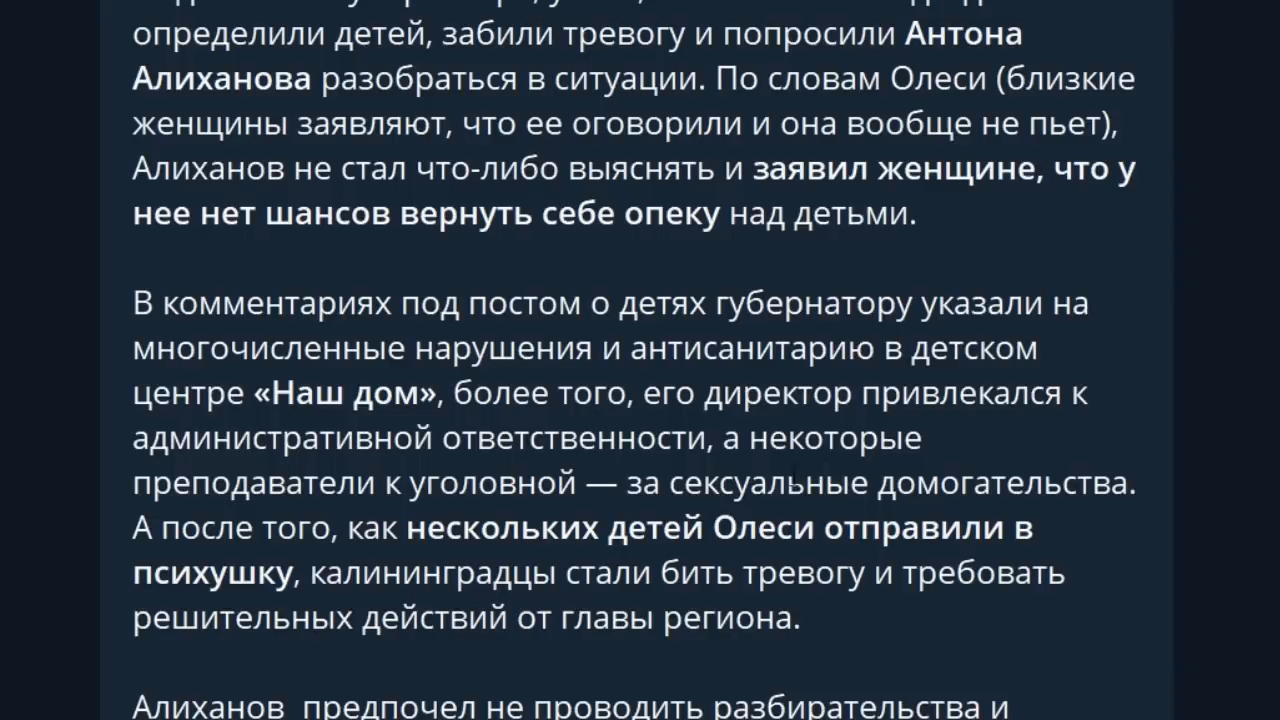 определили детей, забили тревогу и попросили Антона
Алиханова разобраться в ситуации. По словам Олеси (близкие
женщины заявляют, что ее оговорили и она вообще не пьет),
Алиханов не стал что-либо выяснять и заявил женщине, что у
нее нет шансов вернуть себе опеку над детьми.
В комментариях под постом о детях губернатору указали на
многочисленные нарушения и антисанитарию в детском
центре «Наш дом», более того, его директор привлекался к
административной ответственности, а некоторые
преподаватели к уголовной — за сексуальные домогательства.
А после того, как нескольких детей Олеси отправили в
психушку, калининградцы стали бить тревогу и требовать
решительных действий от главы региона.
Алиханов предпочел не проводить разбирательства и